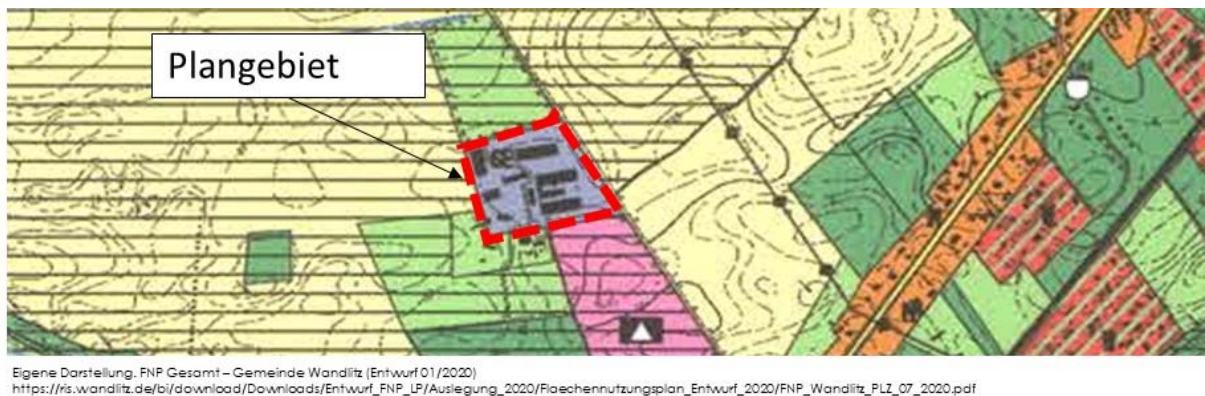 Plangebiet
GE
Eigene Darstellung. FNP Gesamt – Gemeinde Wandlitz (Entwurf 01/2020)
https://ris.wandlitz.de/bi/download/Downloads/Entwurf_FNP_LP/Auslegung_2020/Flaechennutzungsplan_Entwurf_2020/FNP_Wandlitz_PLZ_07_2020.pdf